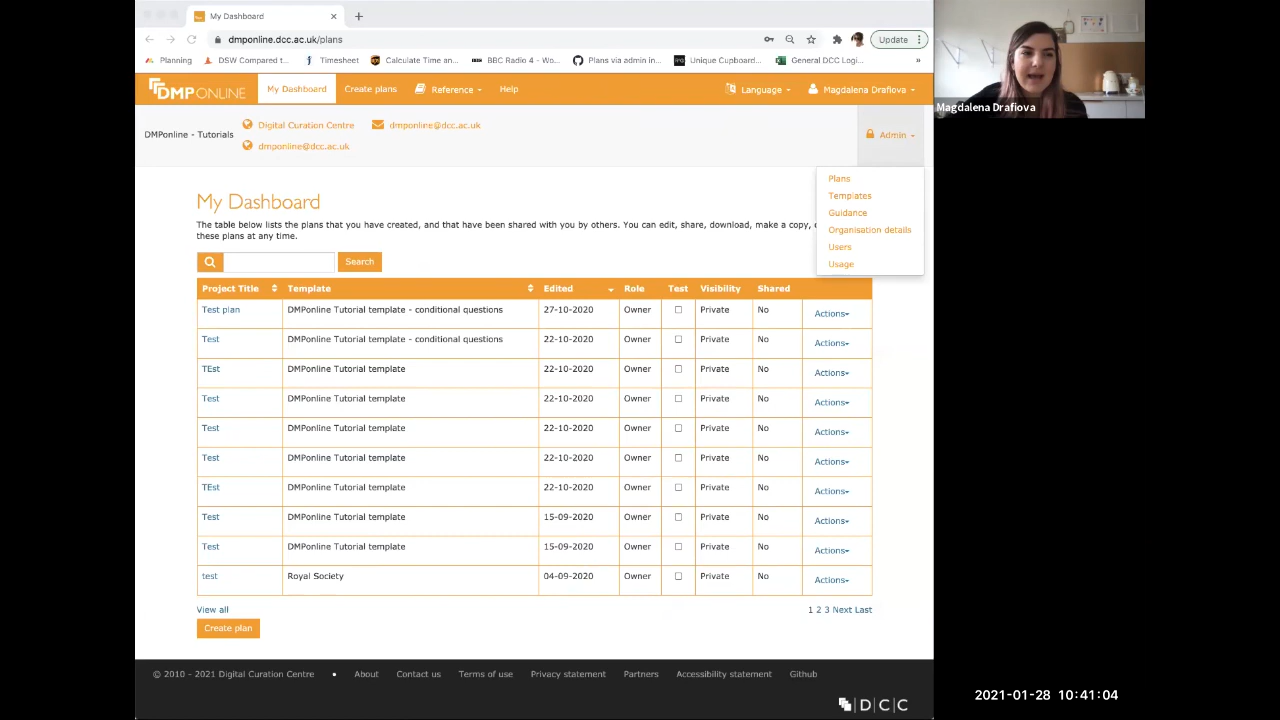 My Dashboard
dmponline.dcc.ac.uk/plans
Update
Planning DSW Compared t... Timesheet Calculate Time an... BBC Radio 4 - Wo... Plans via admin in... Unique Cupboard... General DCC Logi... »
DMPONLINE My Dashboard Create plans Reference Help Language Magdalena Drafiova
Magdalena Drafiova
DMPonline - Tutorials
Digital Curation Centre dmponline@dcc.ac.uk
dmponline@dcc.ac.uk
Admin
Plans
Templates
Guidance
Organisation details
Users
Usage
My Dashboard
The table below lists the plans that you have created, and that have been shared with you by others. You can edit, share, download, make a copy,
these plans at any time.
Search
Project Title Template Edited Role Test Visibility Shared
Test plan DMPonline Tutorial template - conditional questions 27-10-2020 Owner Private No Actions
Test DMPonline Tutorial template - conditional questions 22-10-2020 Owner Private No Actions
TEst DMPonline Tutorial template 22-10-2020 Owner Private No Actions
Test DMPonline Tutorial template 22-10-2020 Owner Private No Actions
Test DMPonline Tutorial template 22-10-2020 Owner Private No Actions
Test DMPonline Tutorial template 22-10-2020 Owner Private No Actions
TEst DMPonline Tutorial template 22-10-2020 Owner Private No Actions
Test DMPonline Tutorial template 15-09-2020 Owner Private No Actions
Test DMPonline Tutorial template 15-09-2020 Owner Private No Actions
test Royal Society 04-09-2020 Owner Private No Actions
View all 1 2 3 Next Last
Create plan
© 2010 - 2021 Digital Curation Centre • About Contact us Terms of use Privacy statement Partners Accessibility statement Github
DCC
2021-01-28 10:41:04